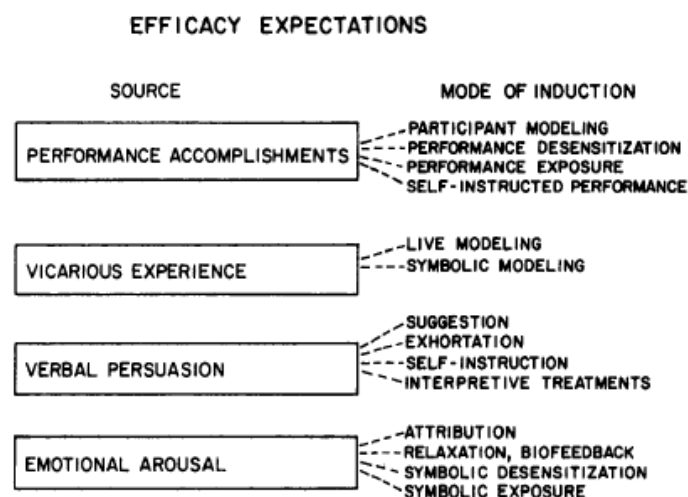 EFFICACY EXPECTATIONS
SOURCE
MODE OF INDUCTION
PERFORMANCE ACCOMPLISHMENTS
PARTICIPANT MODELING
PERFORMANCE DESENSITIZATION
PERFORMANCE EXPOSURE
SELF-INSTRUCTED PERFORMANCE
VICARIOUS EXPERIENCE
LIVE MODELING
SYMBOLIC MODELING
VERBAL PERSUASION
SUGGESTION
EXHORTATION
SELF-INSTRUCTION
INTERPRETIVE TREATMENTS
EMOTIONAL AROUSAL
ATTRIBUTION
RELAXATION, BIOFEEDBACK
SYMBOLIC DESENSITIZATION
SYMBOLIC EXPOSURE